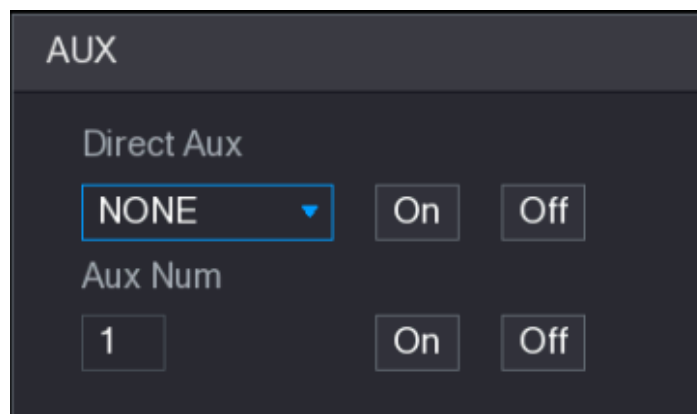 AUX
Direct Aux
NONE On Off
Aux Num
1 On Off